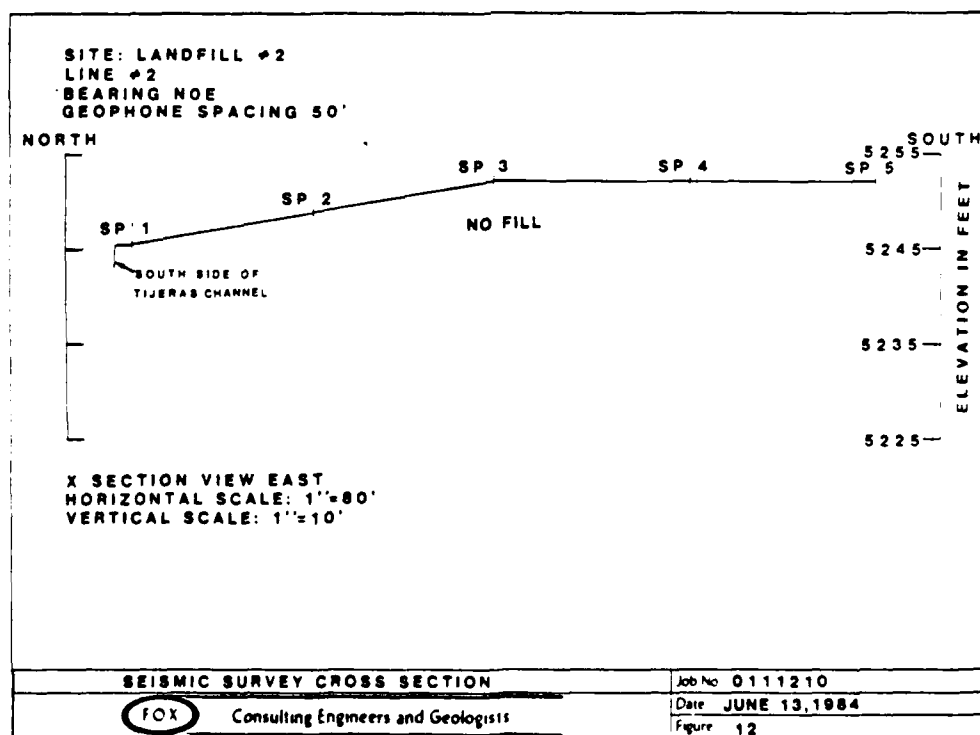 SITE: LANDFILL #2
LINE #2
BEARING N0E
GEOPHONE SPACING 50'
NORTH
SOUTH
5255
SP 3
SP 4
SP 5
SP 2
SP 1
NO FILL
5245
SOUTH SIDE OF
TIJERAS CHANNEL
5235
5225
ELEVATION IN FEET
X SECTION VIEW EAST
HORIZONTAL SCALE: 1"=80'
VERTICAL SCALE: 1"=10'
SEISMIC SURVEY CROSS SECTION
Job No 0111210
FOX Consulting Engineers and Geologists
Date JUNE 13, 1984
Figure 12